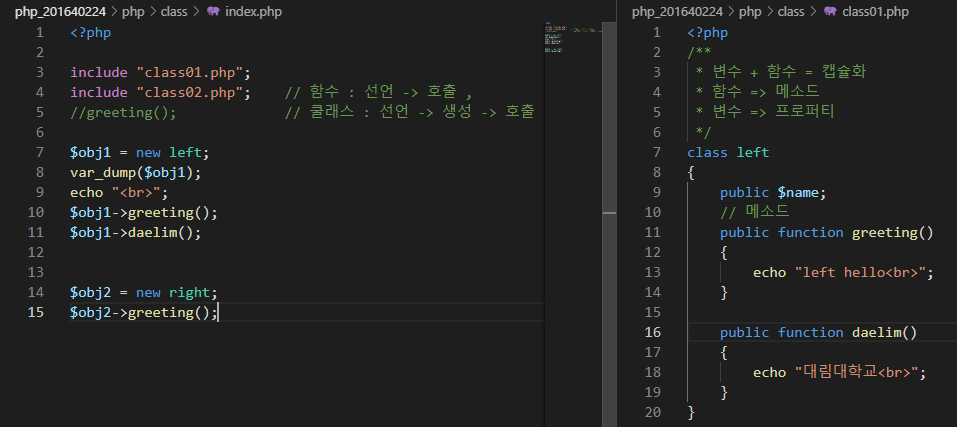 php_201640224 > php > class > index.php
1 <?php
2
3 include "class01.php";
4 include "class02.php";    // 함수 : 선언 -> 호출 ,
5 //greeting();             // 쿨래스 : 선언 -> 생성 -> 호출
6
7 $obj1 = new left;
8 var_dump($obj1);
9 echo "<br>";
10 $obj1->greeting();
11 $obj1->daelim();
12
13
14 $obj2 = new right;
15 $obj2->greeting();
php_201640224 > php > class > class01.php
1 <?php
2 /**
3  * 변수 + 함수 = 캡슐화
4  * 함수 => 메소드
5  * 변수 => 프로퍼티
6  */
7 class left
8 {
9     public $name;
10     // 메소드
11     public function greeting()
12     {
13         echo "left hello<br>";
14     }
15
16     public function daelim()
17     {
18         echo "대림대학교<br>";
19     }
20 }